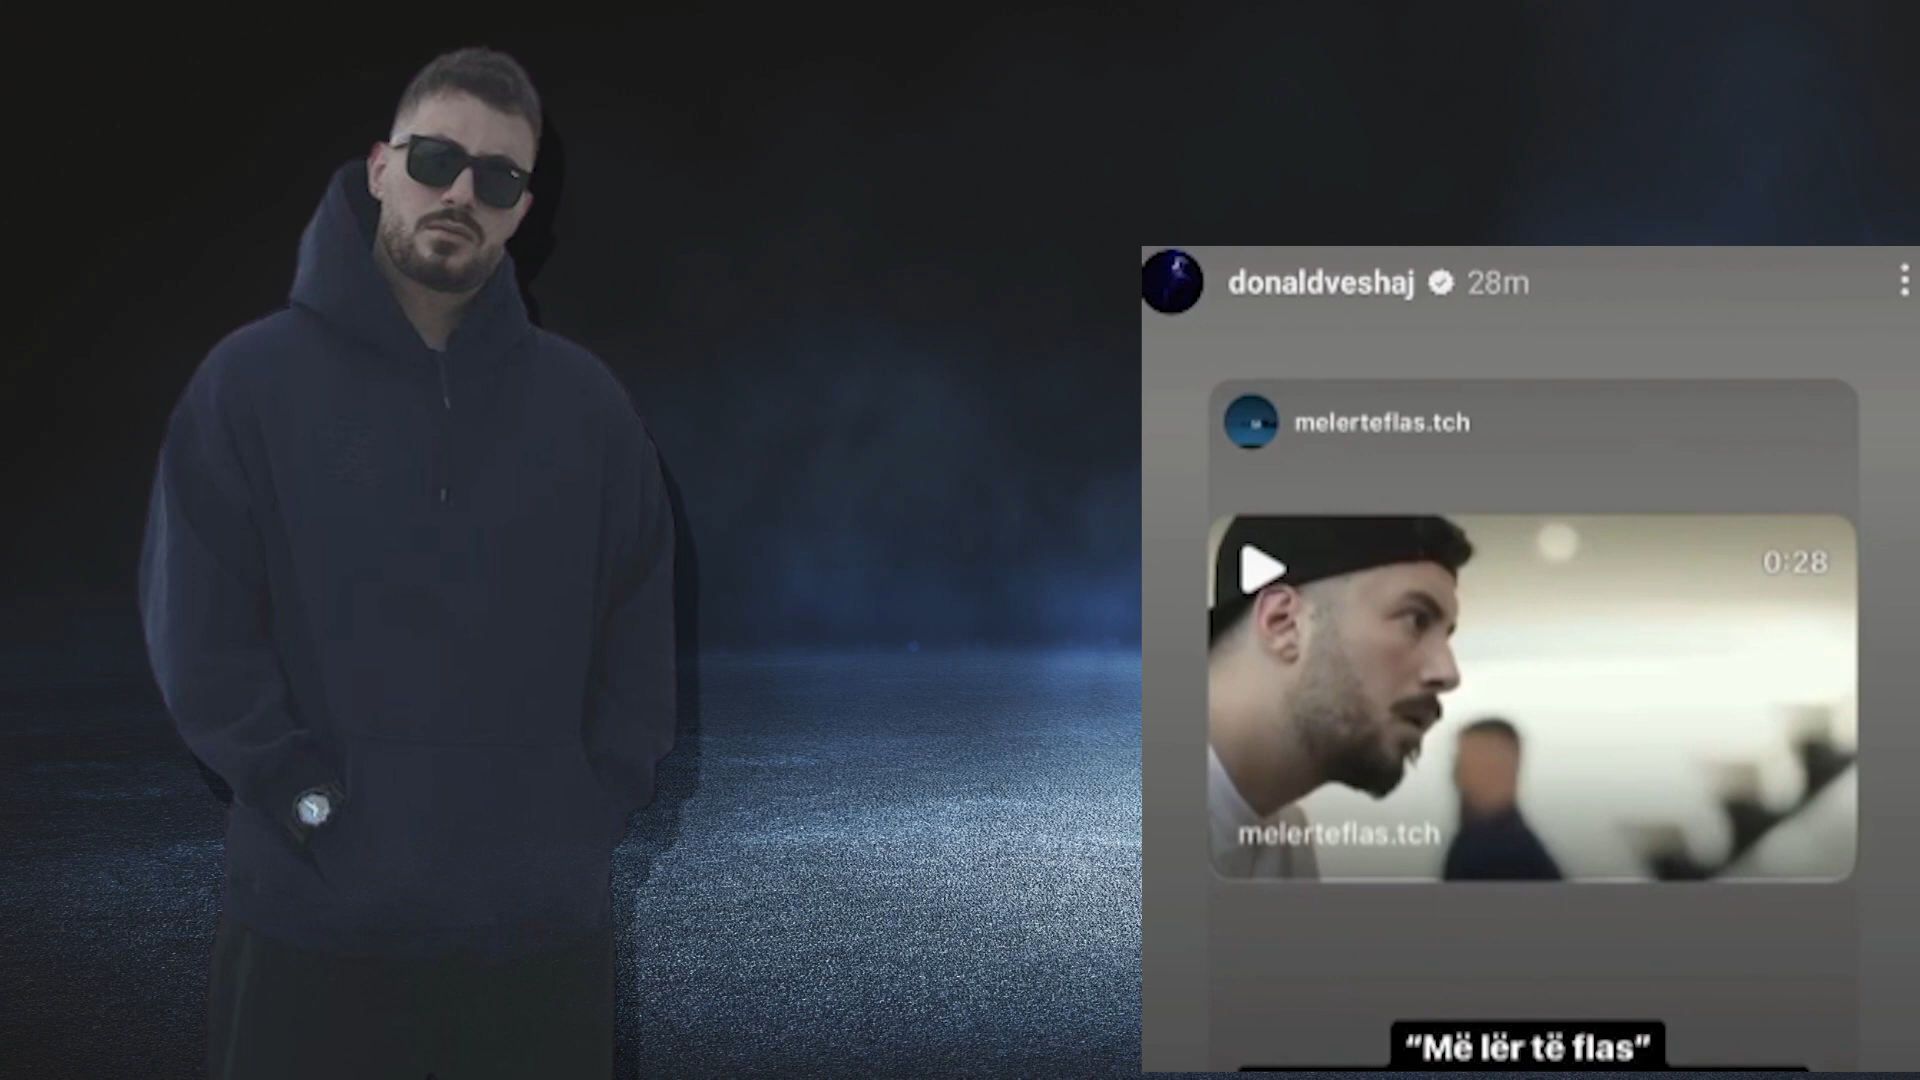 donaldveshaj 28m
melerteflas.tch
0:28
melerteflas.tch
“Më lër të flas”